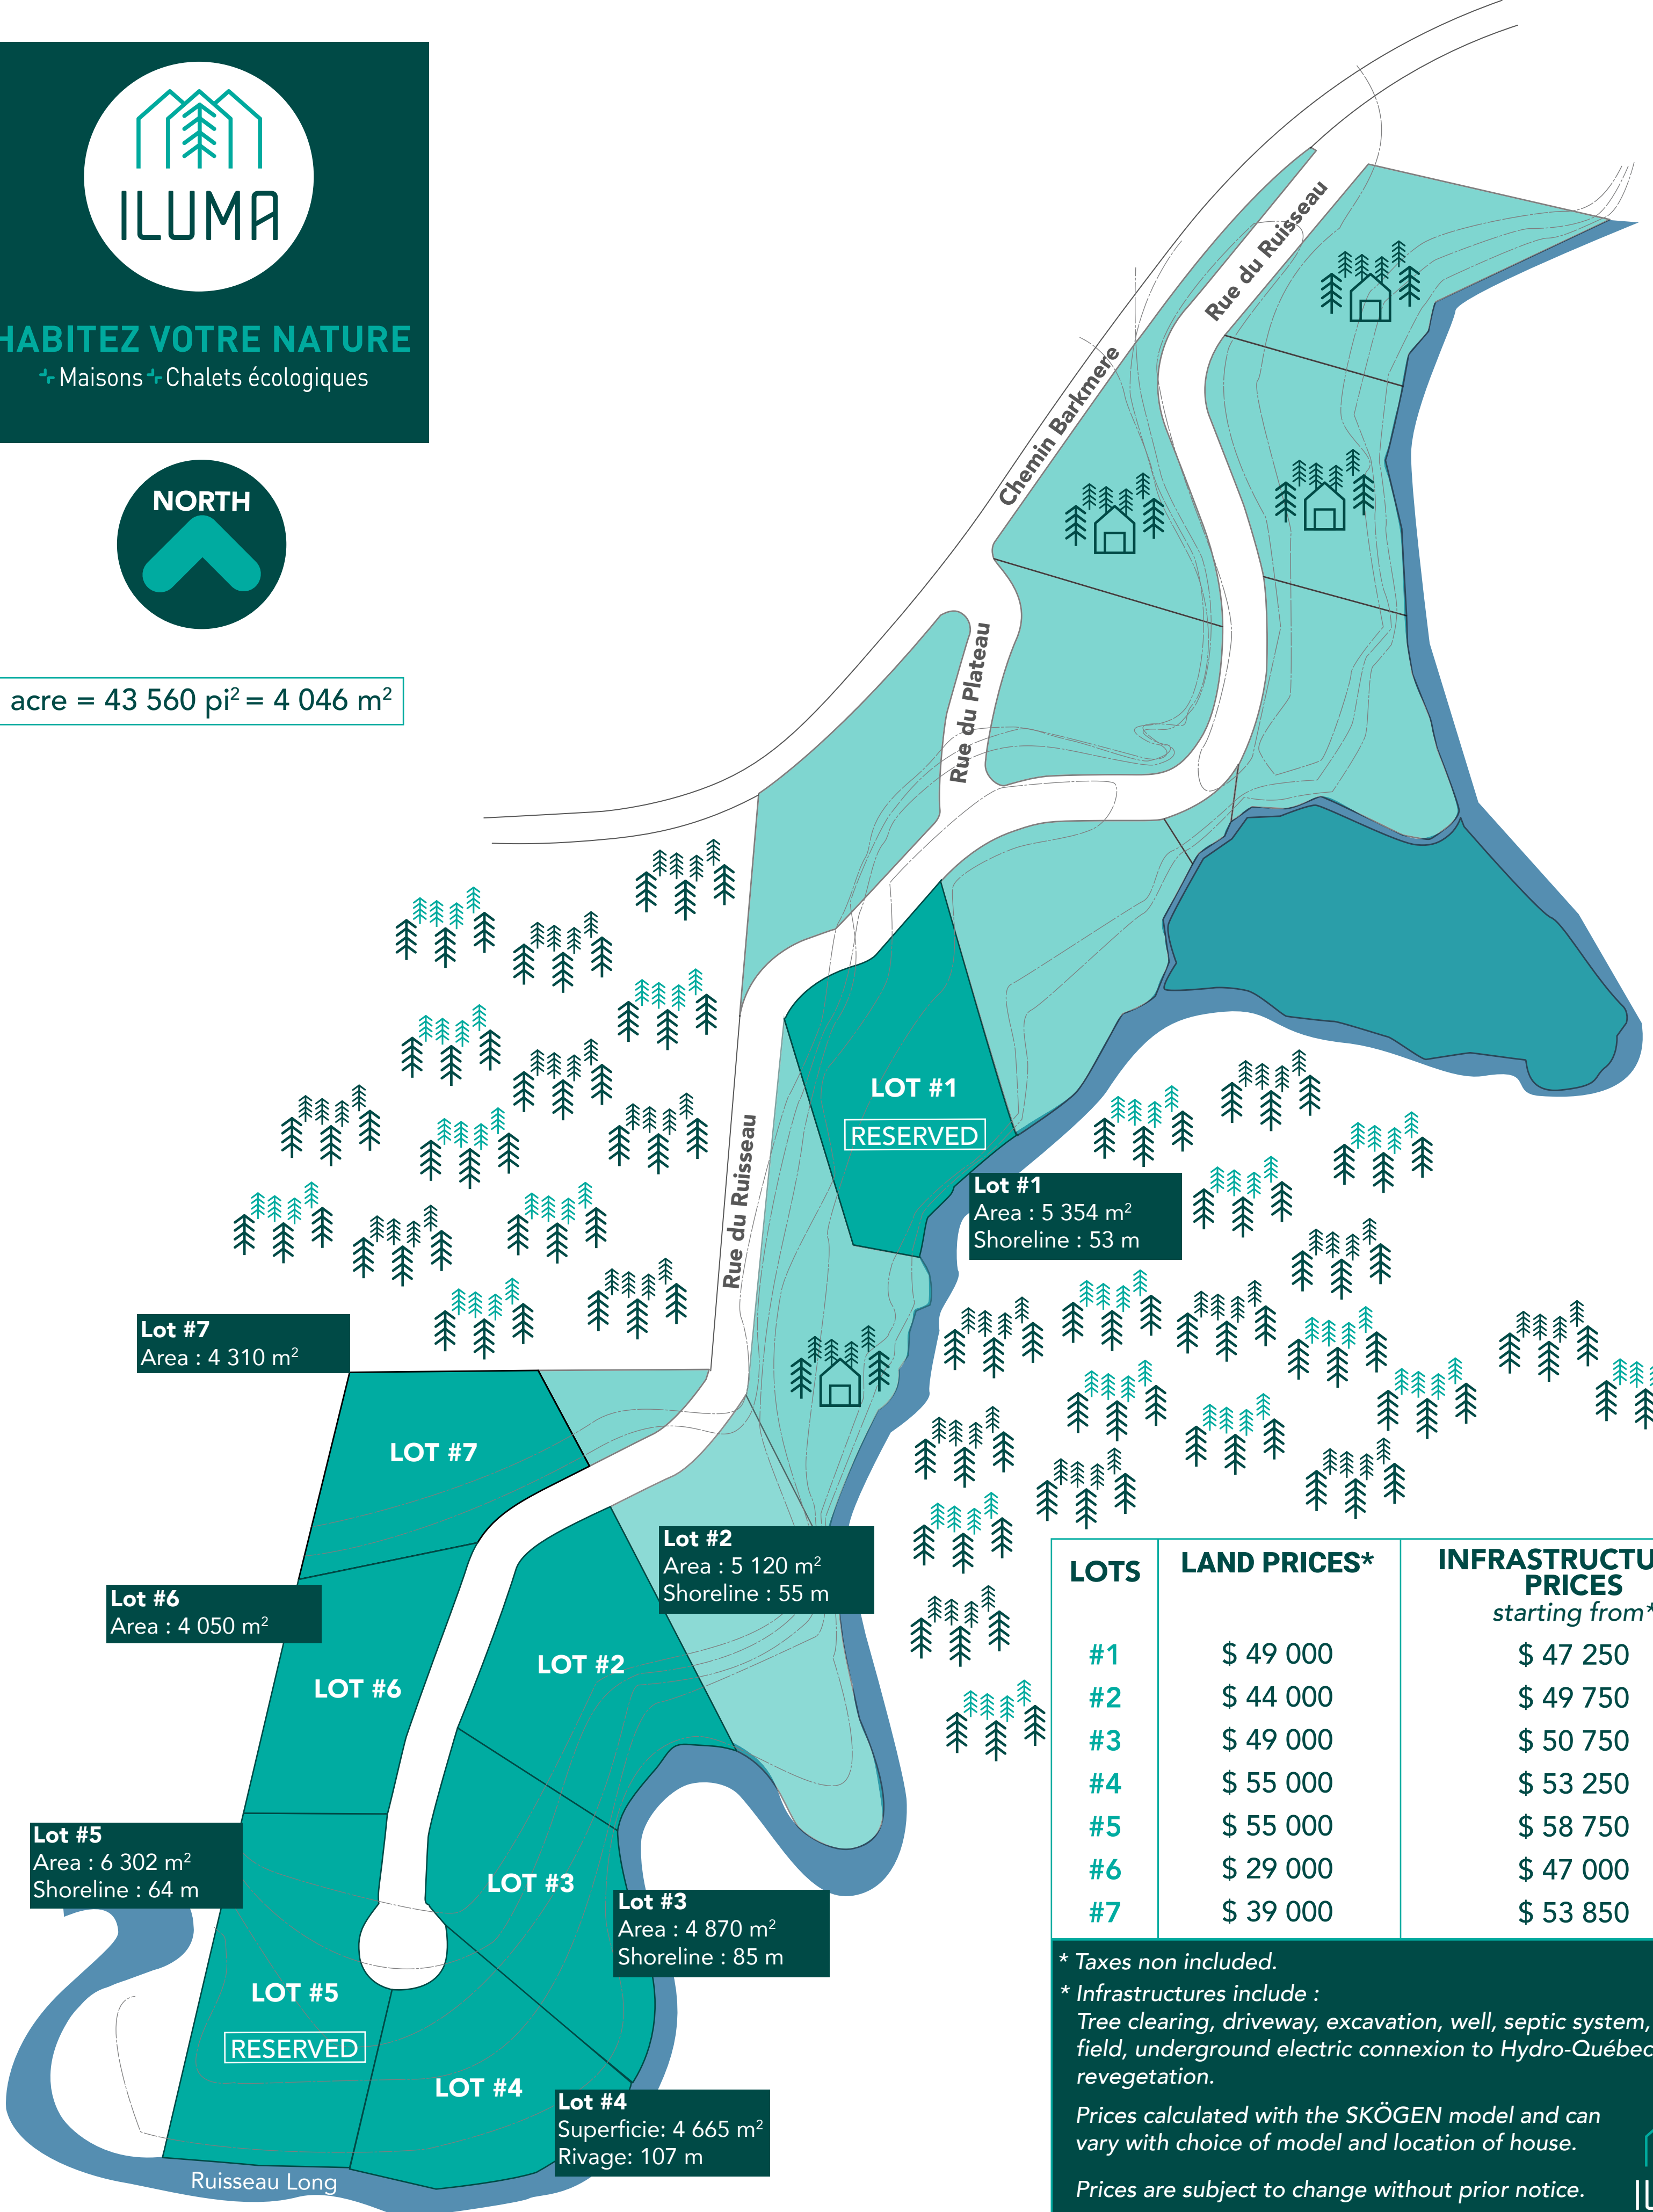 ILUMA
HABITEZ VOTRE NATURE
Maisons Chalets écologiques
NORTH
acre = 43 560 pi² = 4 046 m²
Rue du Ruisseau
Chemin Barkmere
Rue du Plateau
LOT #1
RESERVED
Rue du Ruisseau
Lot #1
Area : 5 354 m²
Shoreline : 53 m
Lot #7
Area : 4 310 m²
LOT #7
Lot #2
Area : 5 120 m²
Shoreline : 55 m
Lot #6
Area : 4 050 m²
LOT #2
LOT #6
Lot #5
Area : 6 302 m²
Shoreline : 64 m
LOT #3
Lot #3
Area : 4 870 m²
Shoreline : 85 m
LOT #5
RESERVED
LOT #4
Lot #4
Superficie: 4 665 m²
Rivage: 107 m
Ruisseau Long
LOTS LAND PRICES* INFRASTRUCTU
PRICES
starting from*
#1 $ 49 000 $ 47 250
#2 $ 44 000 $ 49 750
#3 $ 49 000 $ 50 750
#4 $ 55 000 $ 53 250
#5 $ 55 000 $ 58 750
#6 $ 29 000 $ 47 000
#7 $ 39 000 $ 53 850
* Taxes non included.
* Infrastructures include :
Tree clearing, driveway, excavation, well, septic system,
field, underground electric connexion to Hydro-Québec
revegetation.
Prices calculated with the SKÖGEN model and can
vary with choice of model and location of house.
Prices are subject to change without prior notice.